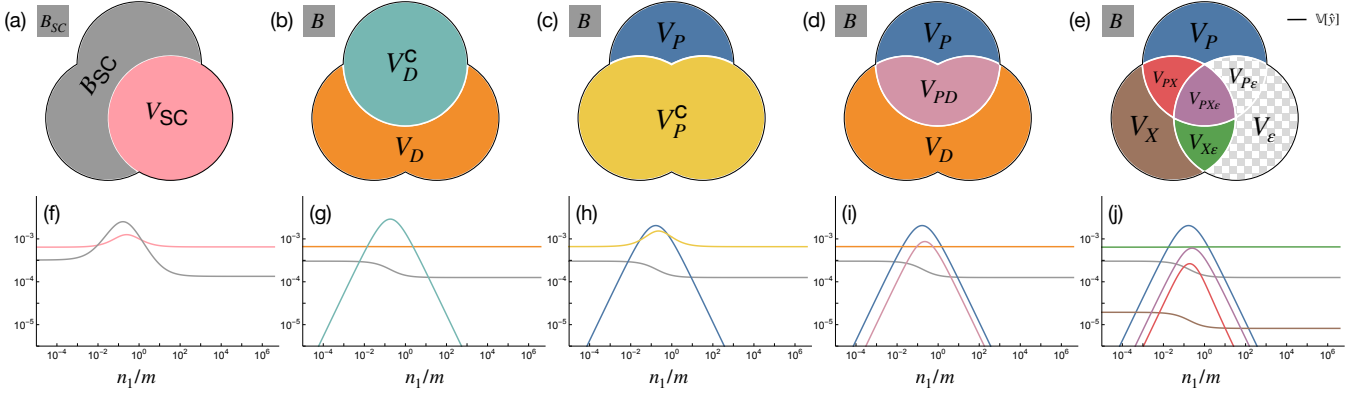 (a) B_SC (b) B (c) B (d) B (e) B 𝕍[ŷ]
B_SC V_SC
V_D^C V_D
V_P V_P^C
V_P V_PD V_D
V_P V_PX V_Pε V_PXε V_X V_Xε V_ε
(f) (g) (h) (i) (j)
10^-3 10^-3 10^-3 10^-3 10^-3
10^-4 10^-4 10^-4 10^-4 10^-4
10^-5 10^-5 10^-5 10^-5 10^-5
10^-4 10^-2 10^0 10^2 10^4 10^6 10^-4 10^-2 10^0 10^2 10^4 10^6 10^-4 10^-2 10^0 10^2 10^4 10^6 10^-4 10^-2 10^0 10^2 10^4 10^6 10^-4 10^-2 10^0 10^2 10^4 10^6
n_1/m n_1/m n_1/m n_1/m n_1/m